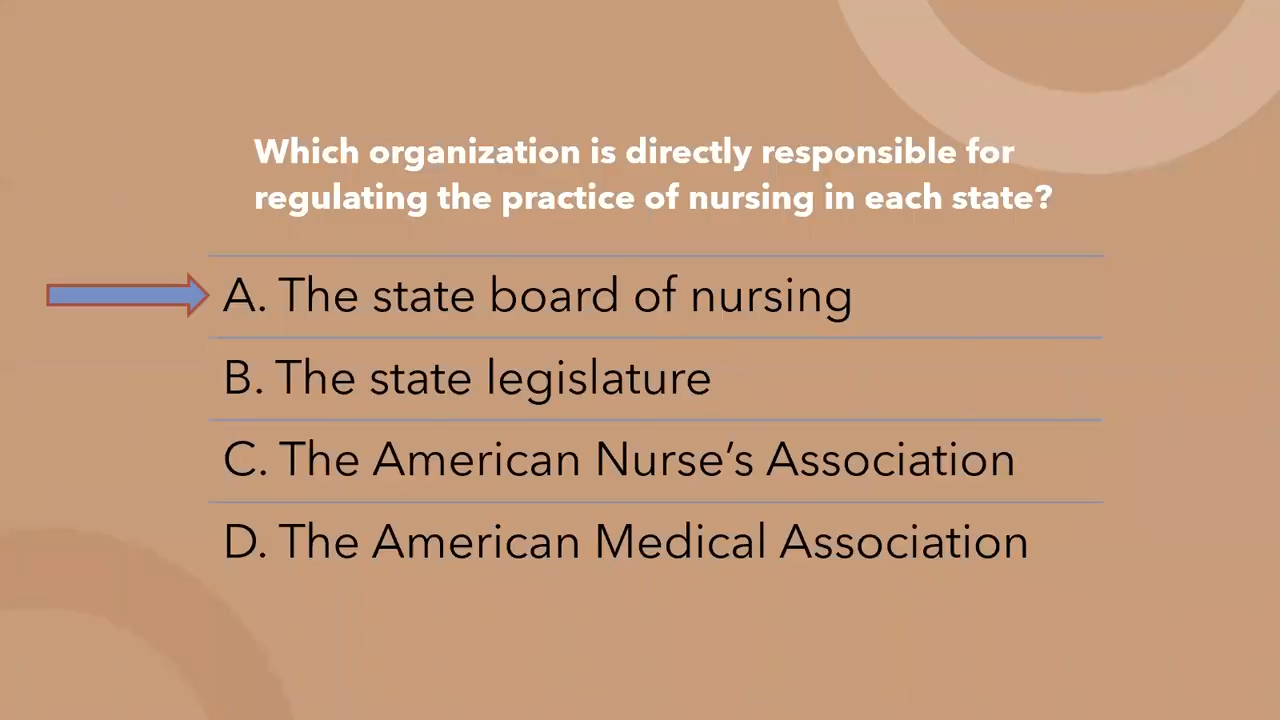 Which organization is directly responsible for
regulating the practice of nursing in each state?
A. The state board of nursing
B. The state legislature
C. The American Nurse’s Association
D. The American Medical Association